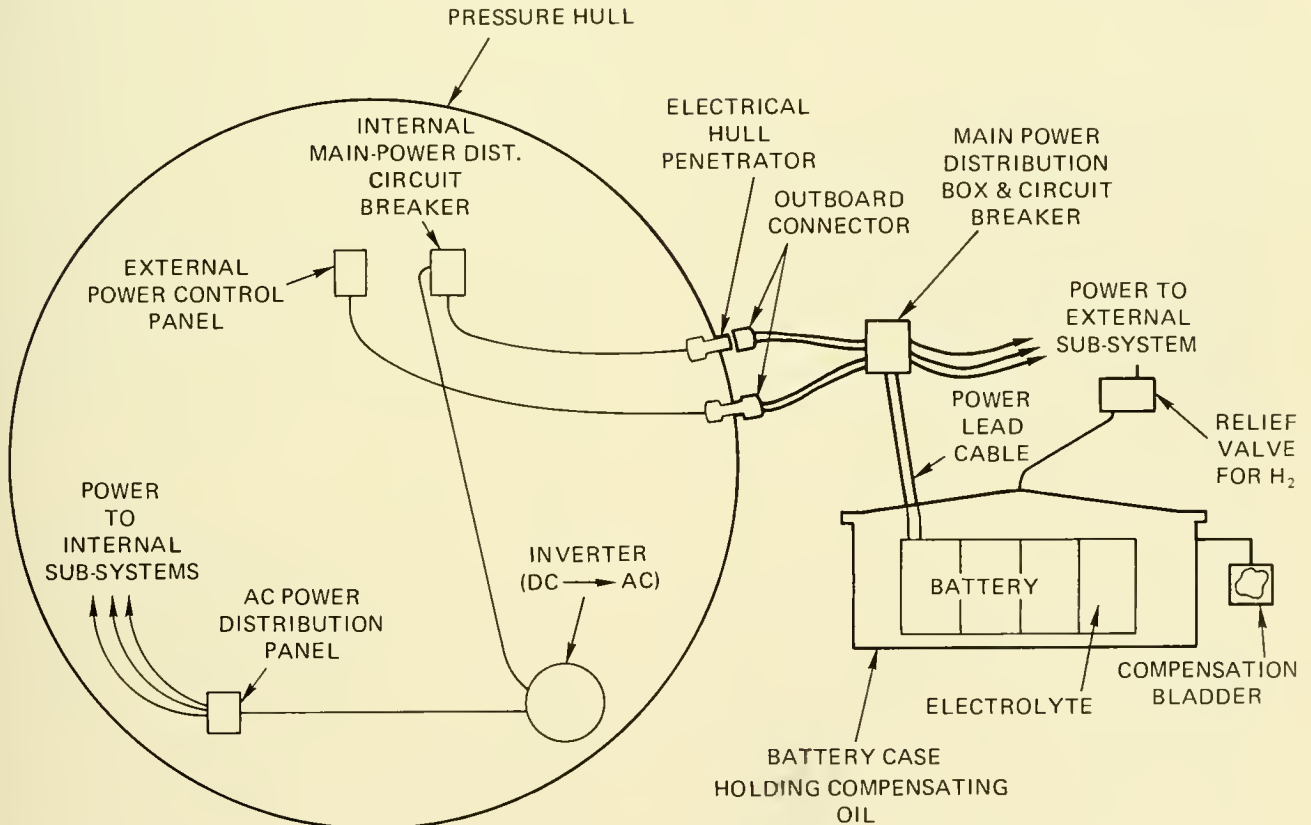 PRESSURE HULL
INTERNAL
MAIN-POWER DIST.
CIRCUIT
BREAKER
ELECTRICAL
HULL
PENETRATOR
OUTBOARD
CONNECTOR
MAIN POWER
DISTRIBUTION
BOX & CIRCUIT
BREAKER
EXTERNAL
POWER CONTROL
PANEL
POWER TO
EXTERNAL
SUB-SYSTEM
POWER
LEAD
CABLE
RELIEF
VALVE
FOR H₂
POWER
TO
INTERNAL
SUB-SYSTEMS
INVERTER
(DC → AC)
AC POWER
DISTRIBUTION
PANEL
BATTERY
ELECTROLYTE
COMPENSATION
BLADDER
BATTERY CASE
HOLDING COMPENSATING
OIL